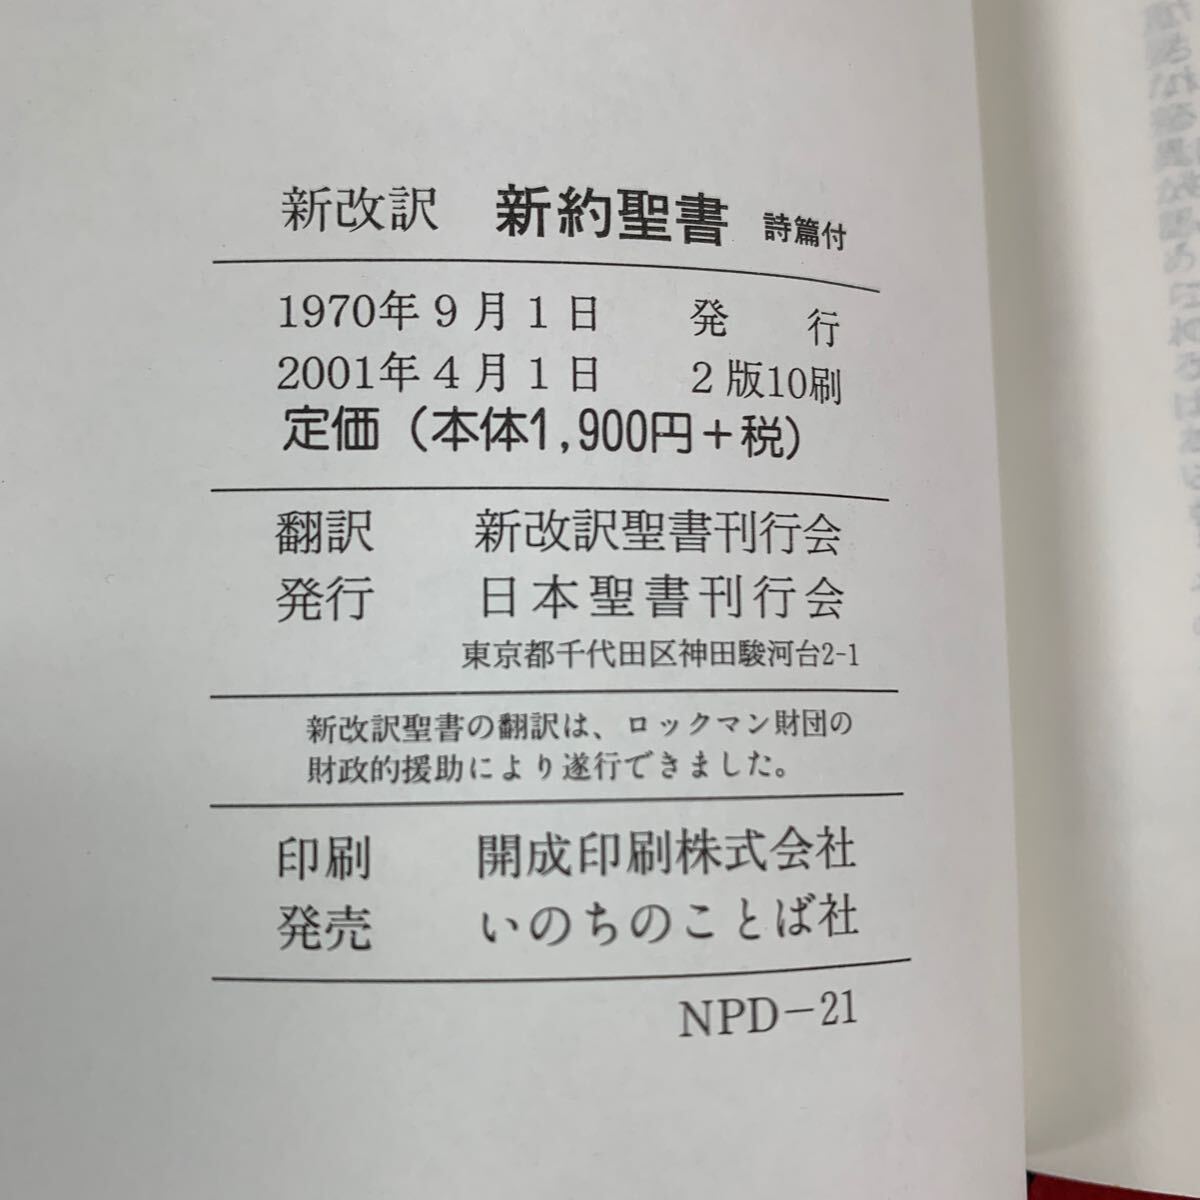 新改訳 新約聖書 詩篇付
1970年9月1日 発行
2001年4月1日 2版10刷
定価（本体1,900円＋税）
翻訳 新改訳聖書刊行会
発行 日本聖書刊行会
東京都千代田区神田駿河台2-1
新改訳聖書の翻訳は、ロックマン財団の
財政的援助により遂行できました。
印刷 開成印刷株式会社
発売 いのちのことば社
NPD-21